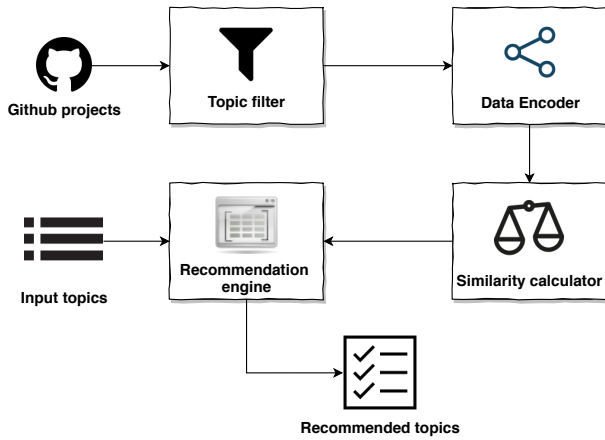 Github projects
Topic filter
Data Encoder
Input topics
Recommendation
engine
Similarity calculator
Recommended topics